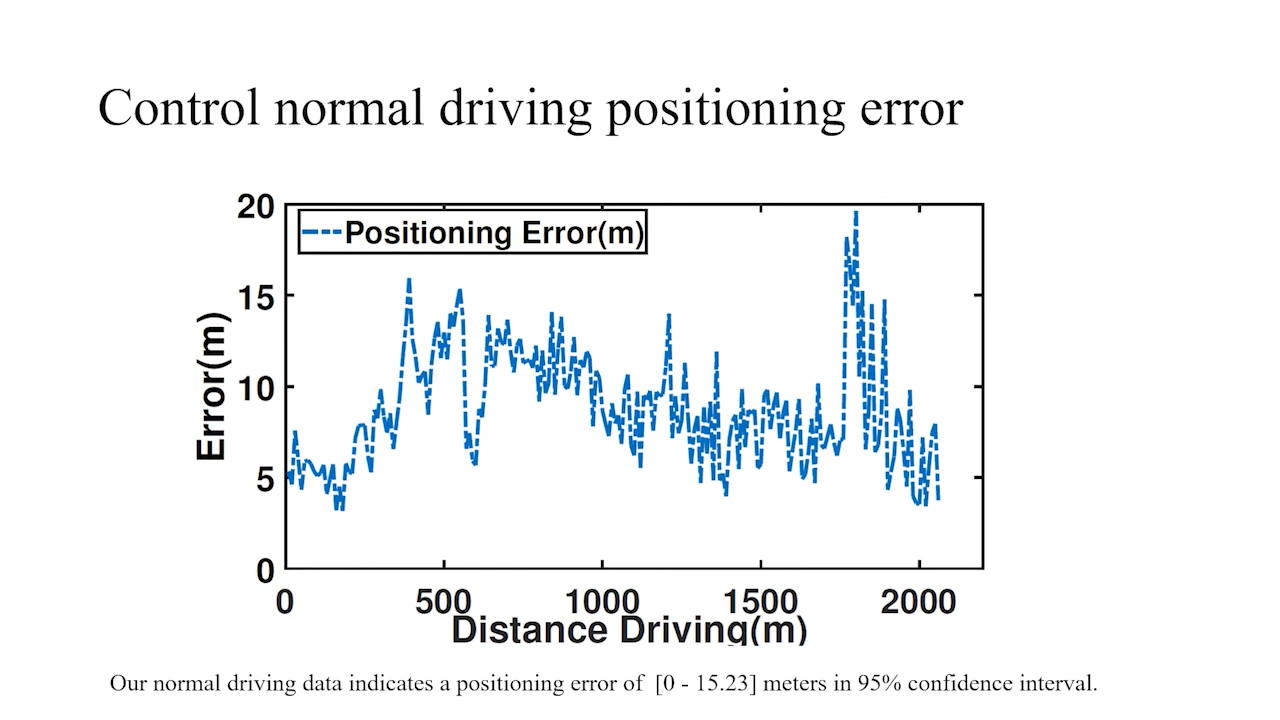 Control normal driving positioning error
20
Positioning Error(m)
15
10
5
0
Error(m)
0 500 1000 1500 2000
Distance Driving(m)
Our normal driving data indicates a positioning error of [0 - 15.23] meters in 95% confidence interval.